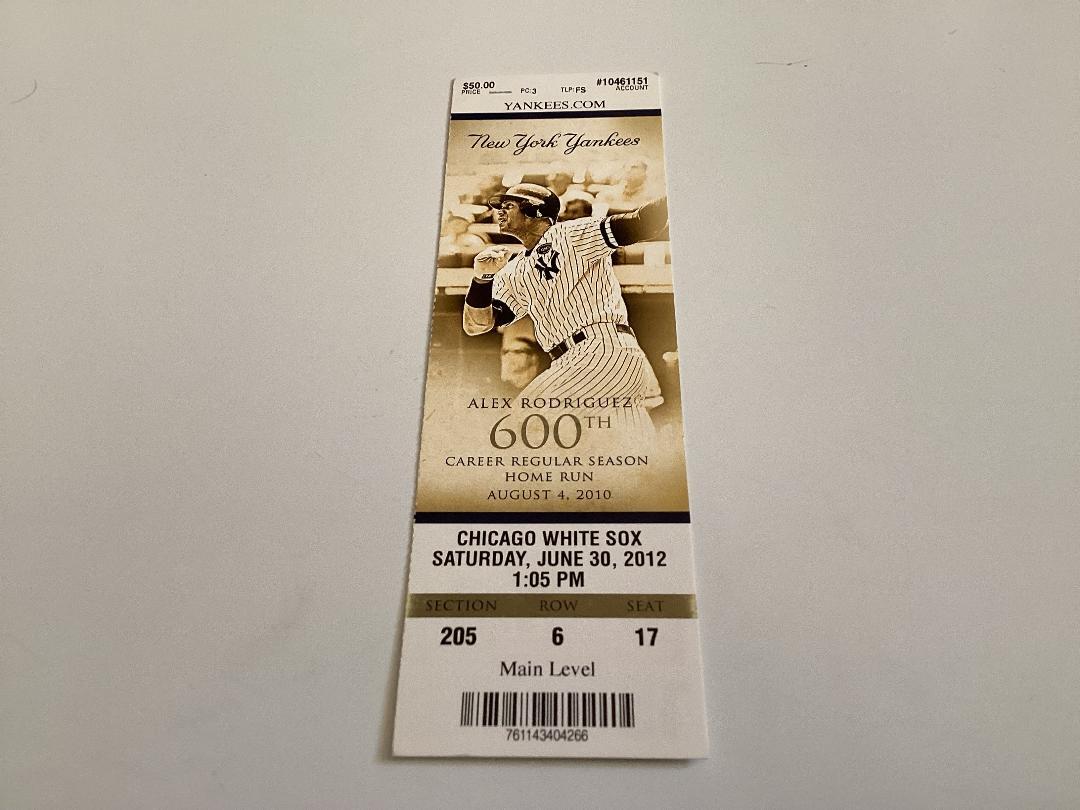 $50.00 PC:3 TLP:FS #10461151
PRICE ACCOUNT
YANKEES.COM
New York Yankees
ALEX RODRIGUEZ
600TH
CAREER REGULAR SEASON
HOME RUN
AUGUST 4, 2010
CHICAGO WHITE SOX
SATURDAY, JUNE 30, 2012
1:05 PM
SECTION ROW SEAT
205 6 17
Main Level
761143404266